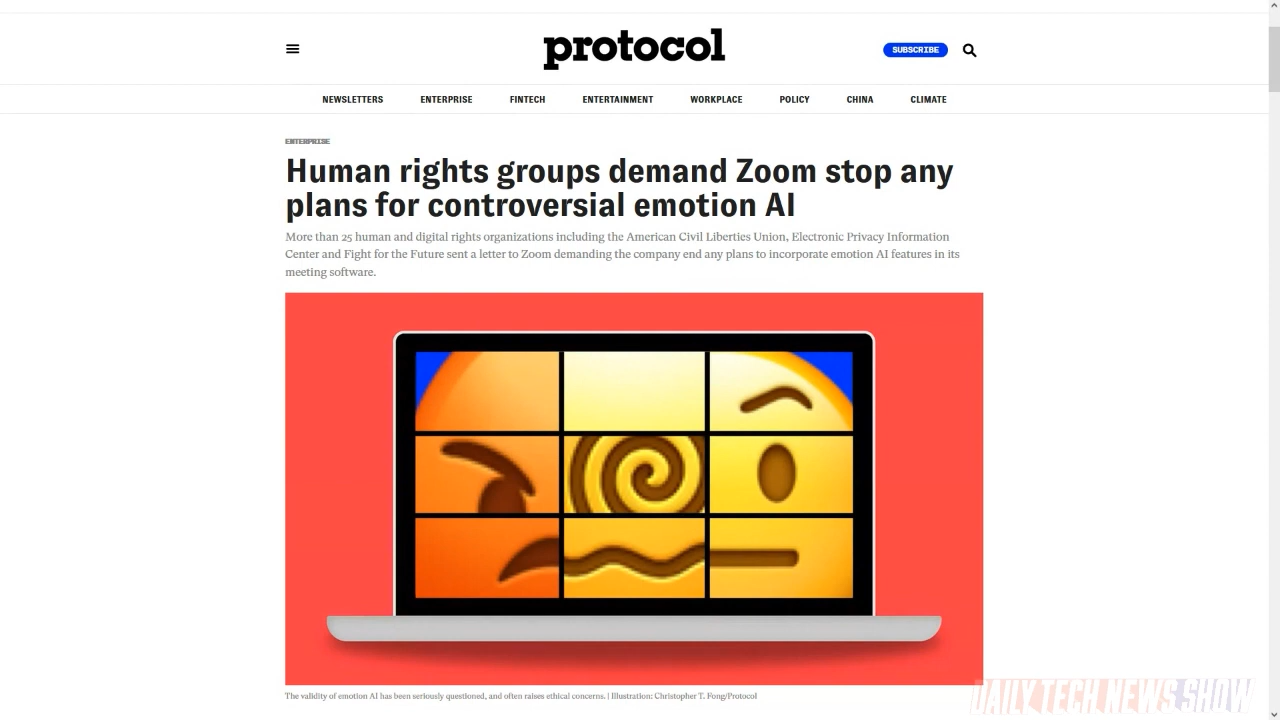 protocol
SUBSCRIBE
NEWSLETTERS ENTERPRISE FINTECH ENTERTAINMENT WORKPLACE POLICY CHINA CLIMATE
ENTERPRISE
Human rights groups demand Zoom stop any
plans for controversial emotion AI
More than 25 human and digital rights organizations including the American Civil Liberties Union, Electronic Privacy Information
Center and Fight for the Future sent a letter to Zoom demanding the company end any plans to incorporate emotion AI features in its
meeting software.
The validity of emotion AI has been seriously questioned, and often raises ethical concerns. | Illustration: Christopher T. Fong/Protocol
DAILY TECH NEWS SHOW